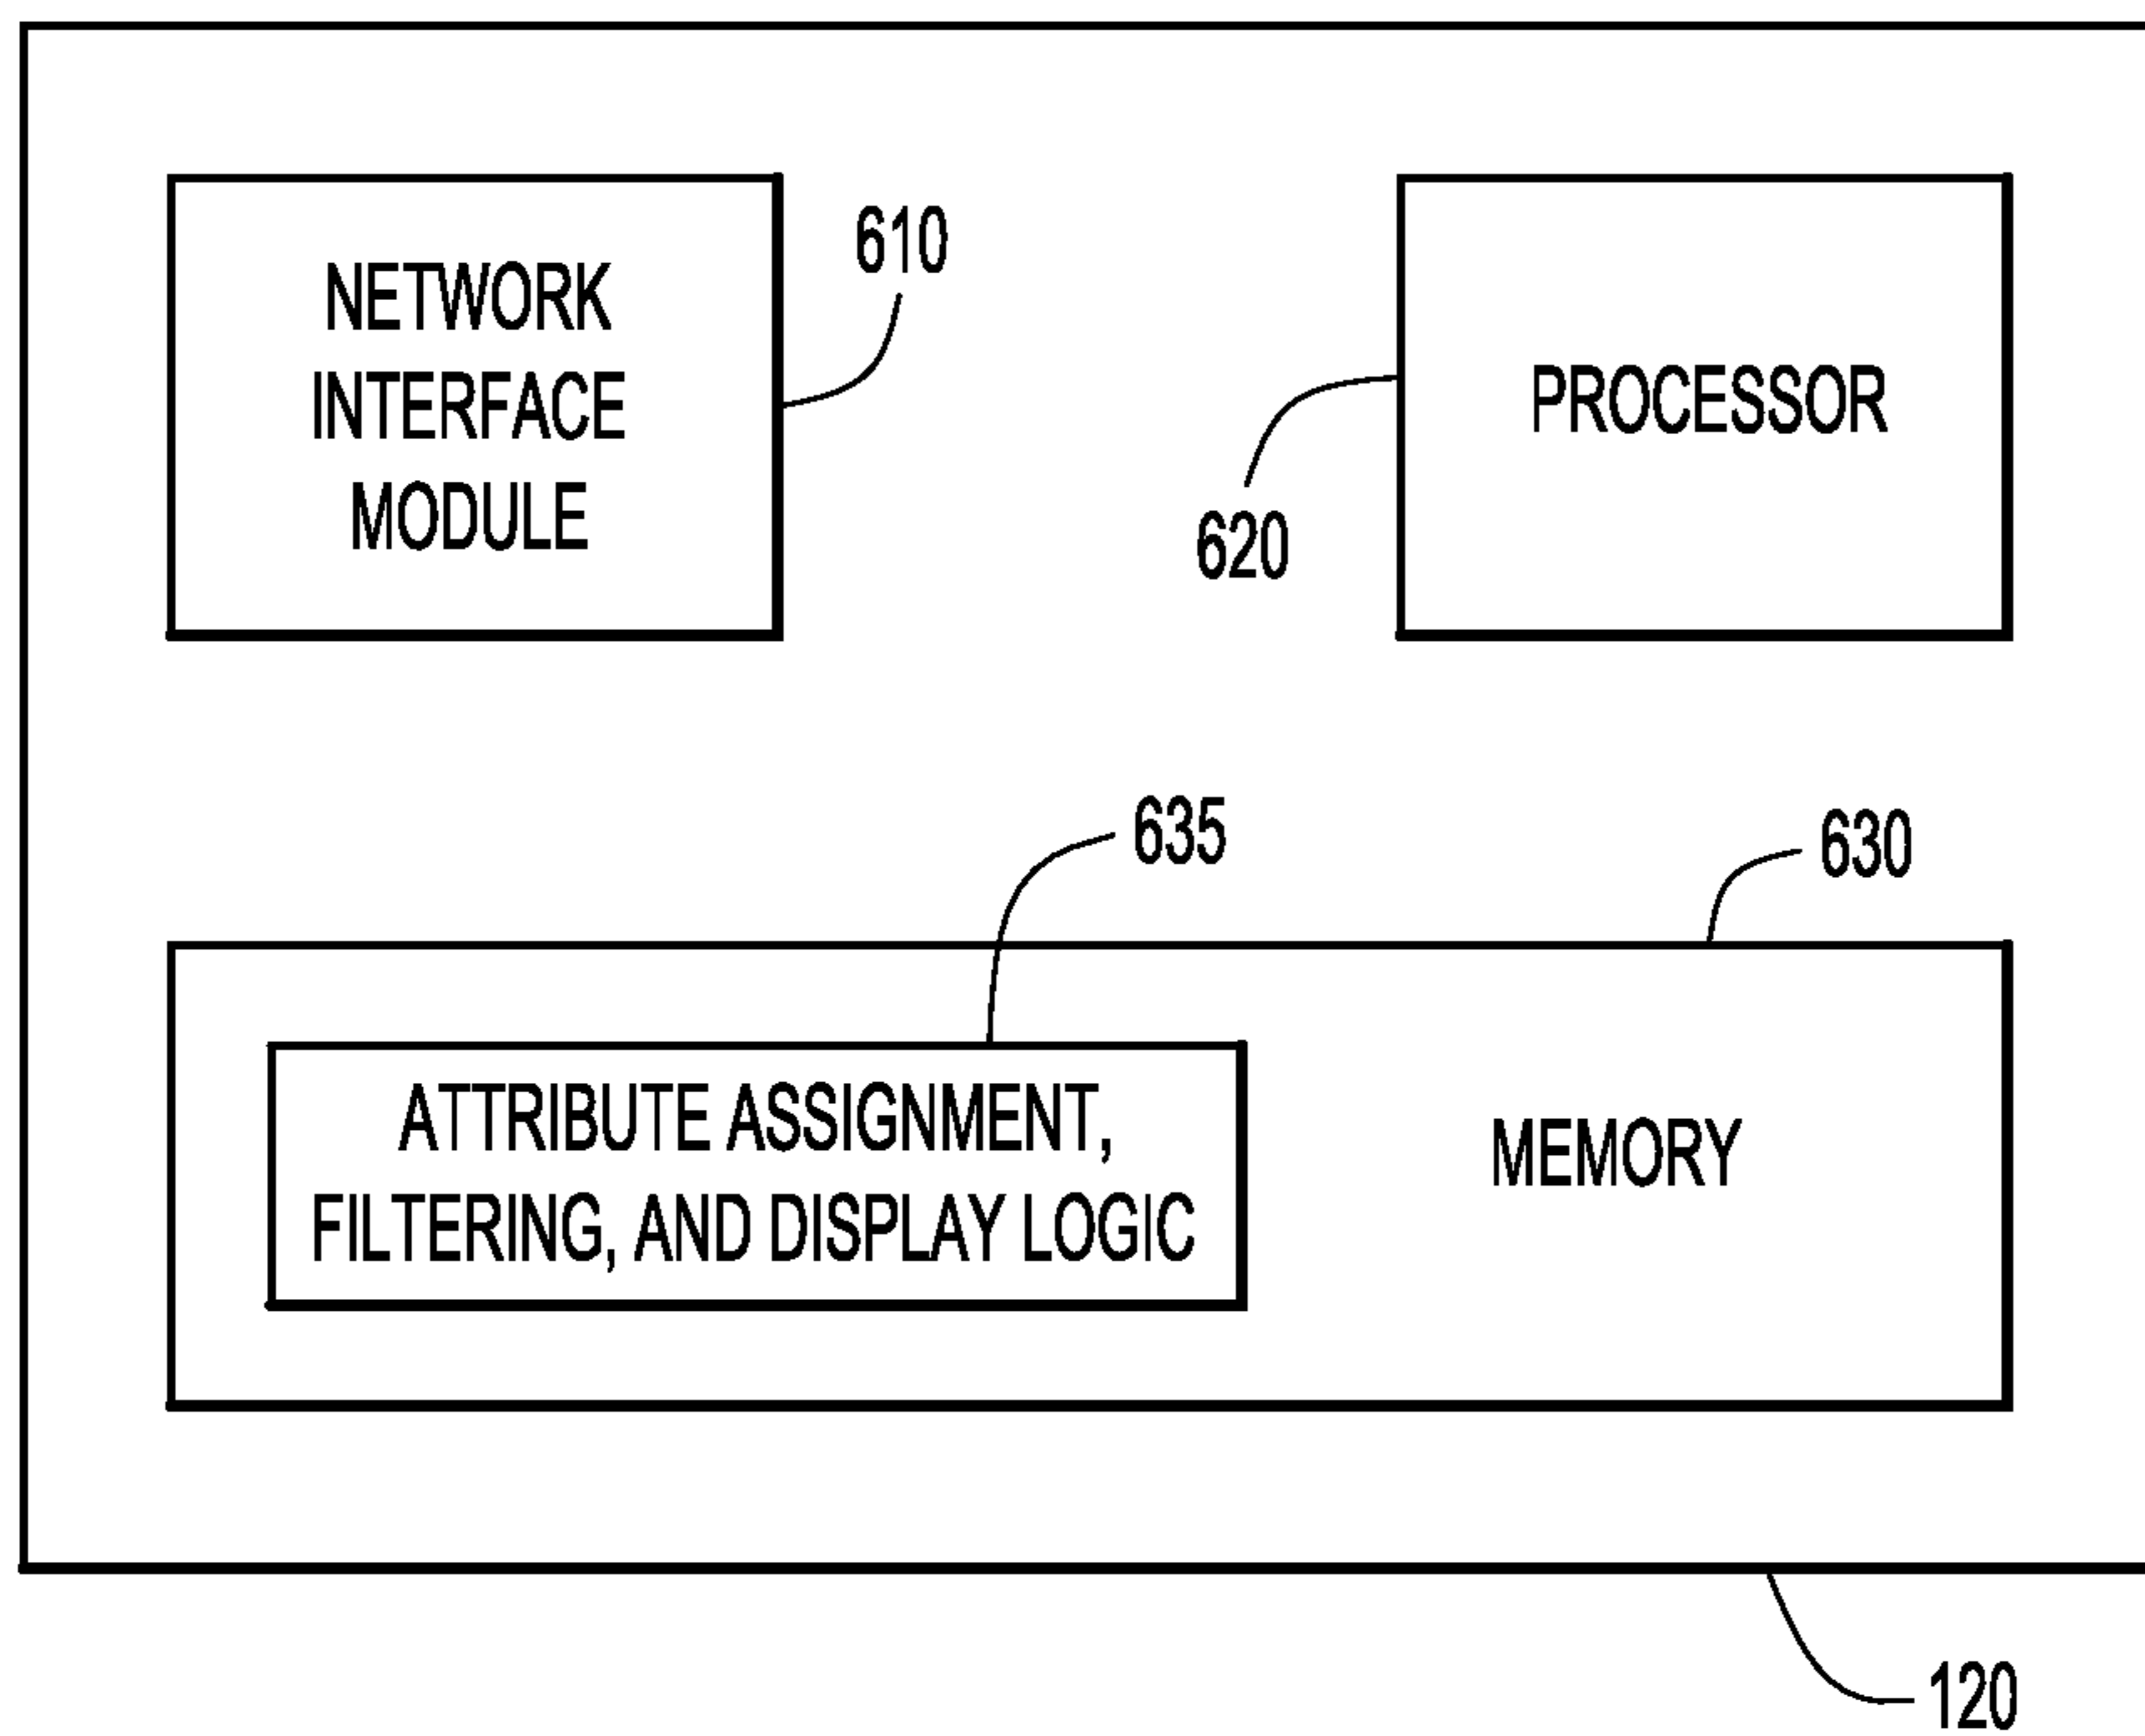 NETWORK
INTERFACE
MODULE
610
PROCESSOR
620
635
630
ATTRIBUTE ASSIGNMENT,
FILTERING, AND DISPLAY LOGIC
MEMORY
120